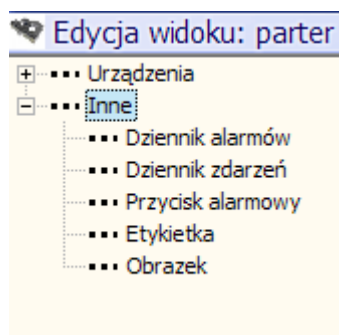 Edycja widoku: parter
Urządzenia
Inne
Dziennik alarmów
Dziennik zdarzeń
Przycisk alarmowy
Etykietka
Obrazek